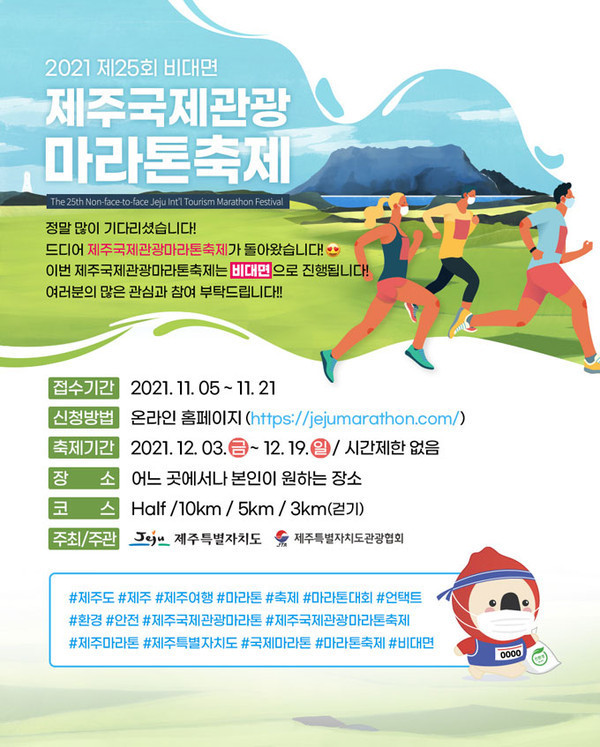 2021 제25회 비대면
제주국제관광
마라톤축제
The 25th Non-face-to-face Jeju Int'l Tourism Marathon Festival
정말 많이 기다리셨습니다!
드디어 제주국제관광마라톤축제가 돌아왔습니다!😍
이번 제주국제관광마라톤축제는 비대면으로 진행됩니다!
여러분의 많은 관심과 참여 부탁드립니다!!
접수기간 2021. 11. 05 ~ 11. 21
신청방법 온라인 홈페이지 (https://jejumarathon.com/)
축제기간 2021. 12. 03.금 ~ 12. 19.일 / 시간제한 없음
장 소 어느 곳에서나 본인이 원하는 장소
코 스 Half /10km / 5km / 3km(걷기)
주최/주관 Jeju 제주특별자치도 JTA 제주특별자치도관광협회
#제주도 #제주 #제주여행 #마라톤 #축제 #마라톤대회 #언택트
#환경 #안전 #제주국제관광마라톤 #제주국제관광마라톤축제
#제주마라톤 #제주특별자치도 #국제마라톤 #마라톤축제 #비대면
0000